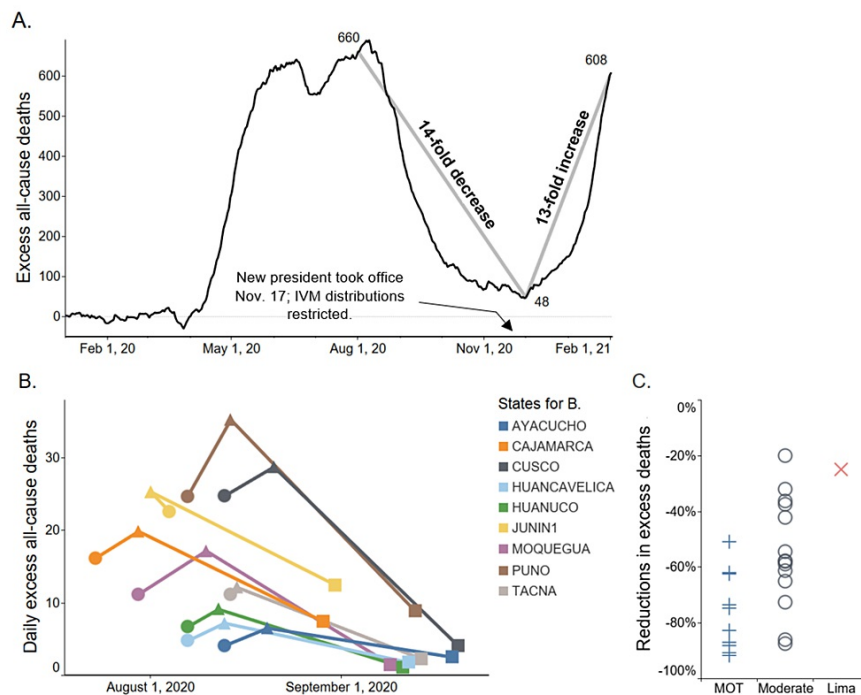 A.
Excess all-cause deaths
600
500
400
300
200
100
0
660
608
48
14-fold decrease
13-fold increase
New president took office
Nov. 17; IVM distributions
restricted.
Feb 1, 20
May 1, 20
Aug 1, 20
Nov 1, 20
Feb 1, 21
B.
Daily excess all-cause deaths
30
20
10
0
August 1, 2020
September 1, 2020
States for B.
AYACUCHO
CAJAMARCA
CUSCO
HUANCAVELICA
HUANUCO
JUNIN1
MOQUEGUA
PUNO
TACNA
C.
Reductions in excess deaths
0%
-20%
-40%
-60%
-80%
-100%
MOT
Moderate
Lima